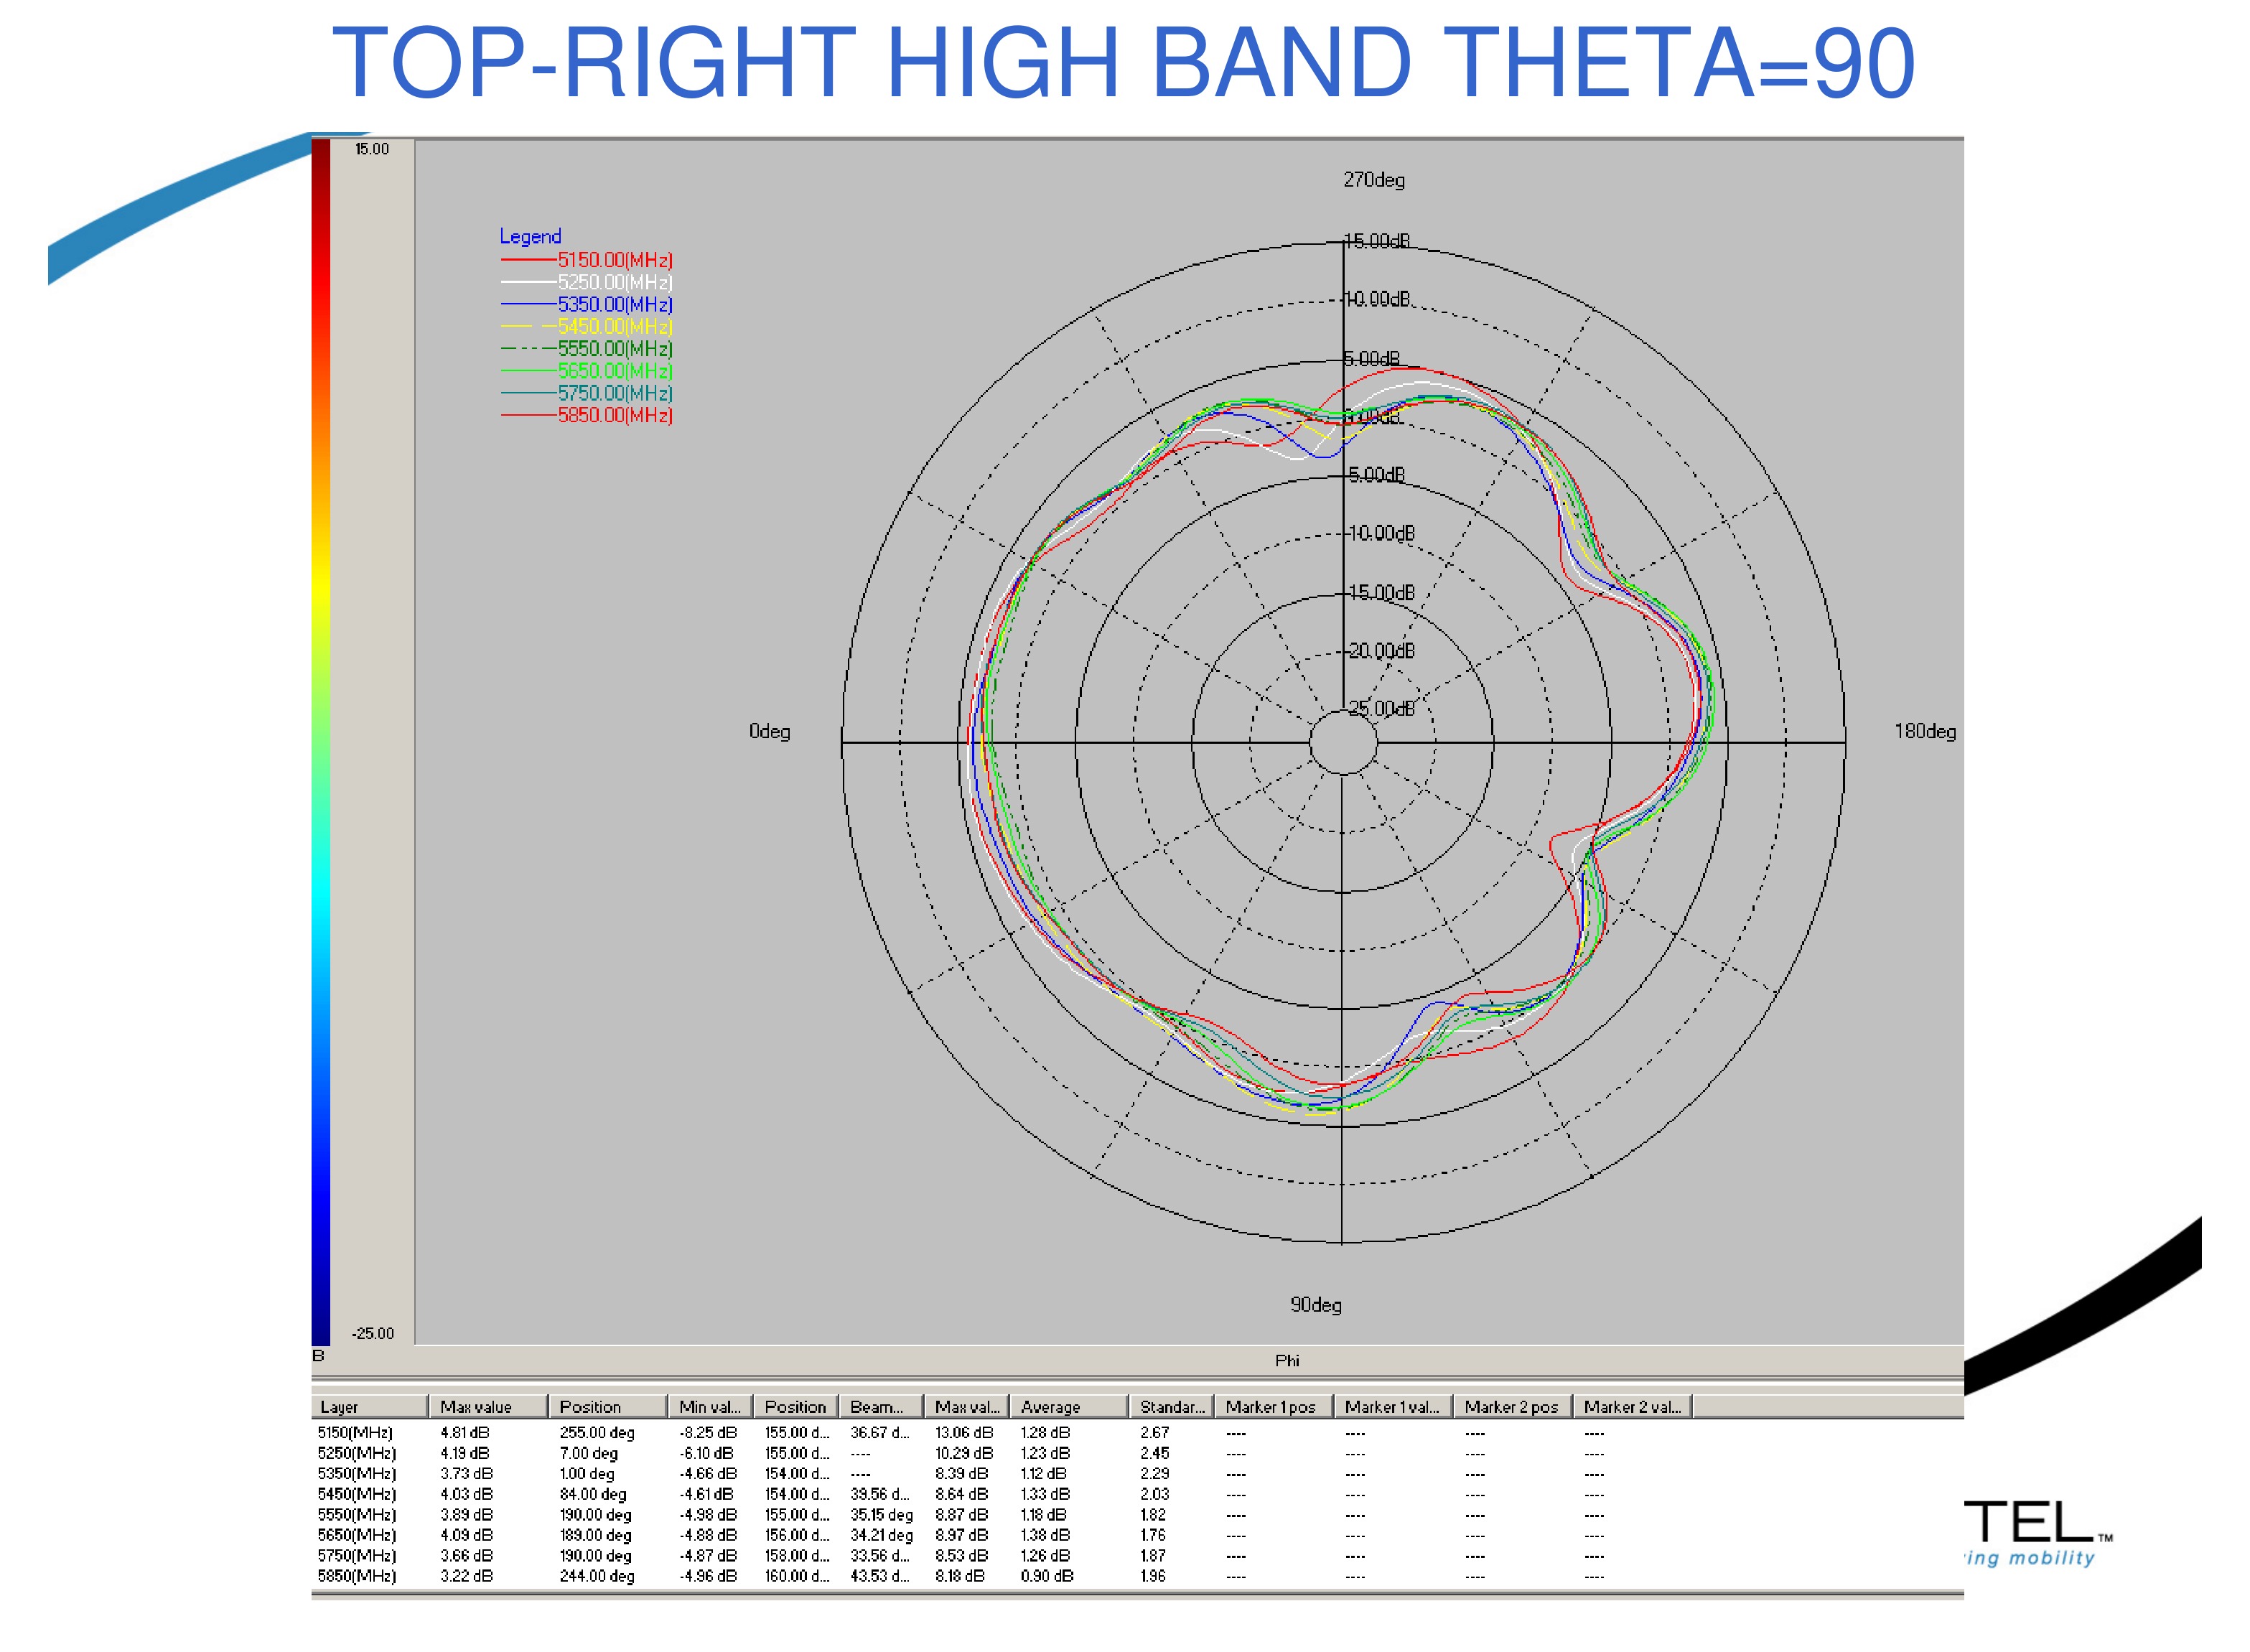 TOP-RIGHT HIGH BAND THETA=90
15.00
270deg
Legend
5150.00(MHz)
5250.00(MHz)
5350.00(MHz)
5450.00(MHz)
5550.00(MHz)
5650.00(MHz)
5750.00(MHz)
5850.00(MHz)
15.00dB
10.00dB
5.00dB
0.00dB
-5.00dB
-10.00dB
-15.00dB
-20.00dB
-25.00dB
0deg
180deg
90deg
-25.00
B
Phi
Layer Max value Position Min val... Position Beam... Max val... Average Standar... Marker 1 pos Marker 1 val... Marker 2 pos Marker 2 val...
5150(MHz) 4.81 dB 255.00 deg -8.25 dB 155.00 d... 36.67 d... 13.06 dB 1.28 dB 2.67 ---- ---- ---- ----
5250(MHz) 4.19 dB 7.00 deg -6.10 dB 155.00 d... ---- 10.29 dB 1.23 dB 2.45 ---- ---- ---- ----
5350(MHz) 3.73 dB 1.00 deg -4.66 dB 154.00 d... ---- 8.39 dB 1.12 dB 2.29 ---- ---- ---- ----
5450(MHz) 4.03 dB 84.00 deg -4.61 dB 154.00 d... 39.56 d... 8.64 dB 1.33 dB 2.03 ---- ---- ---- ----
5550(MHz) 3.89 dB 190.00 deg -4.98 dB 155.00 d... 35.15 deg 8.87 dB 1.18 dB 1.82 ---- ---- ---- ----
5650(MHz) 4.09 dB 189.00 deg -4.88 dB 156.00 d... 34.21 deg 8.97 dB 1.38 dB 1.76 ---- ---- ---- ----
5750(MHz) 3.66 dB 190.00 deg -4.87 dB 158.00 d... 33.56 d... 8.53 dB 1.26 dB 1.87 ---- ---- ---- ----
5850(MHz) 3.22 dB 244.00 deg -4.96 dB 160.00 d... 43.53 d... 8.18 dB 0.90 dB 1.96 ---- ---- ---- ----
TEL™
ing mobility